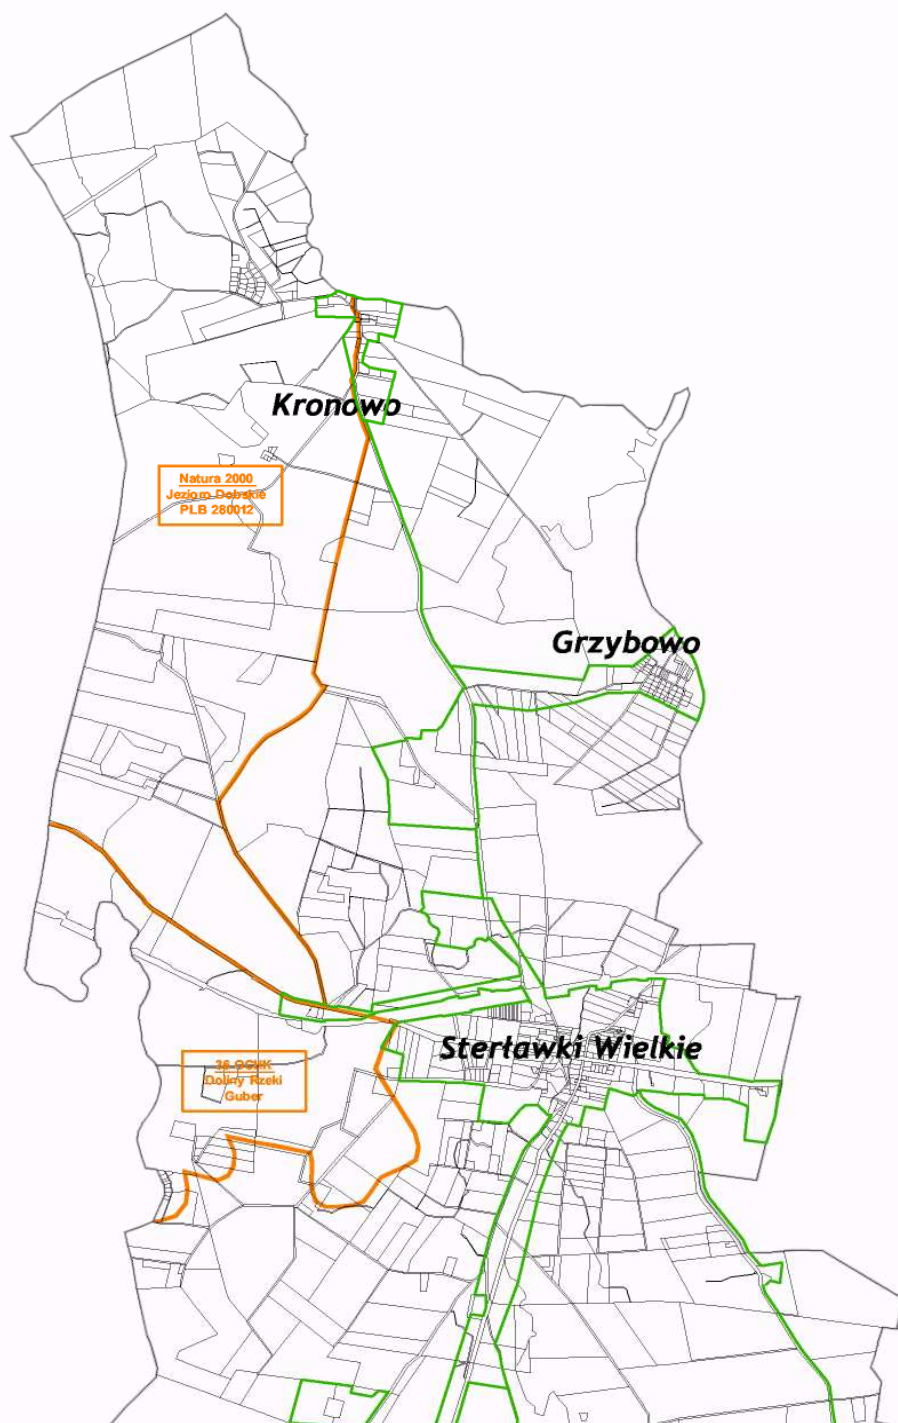 Kronowo
Natura 2000
Jezioro Dobskie
PLB 280012
Grzybowo
Sterławki Wielkie
Doliny Rzeki
Guber